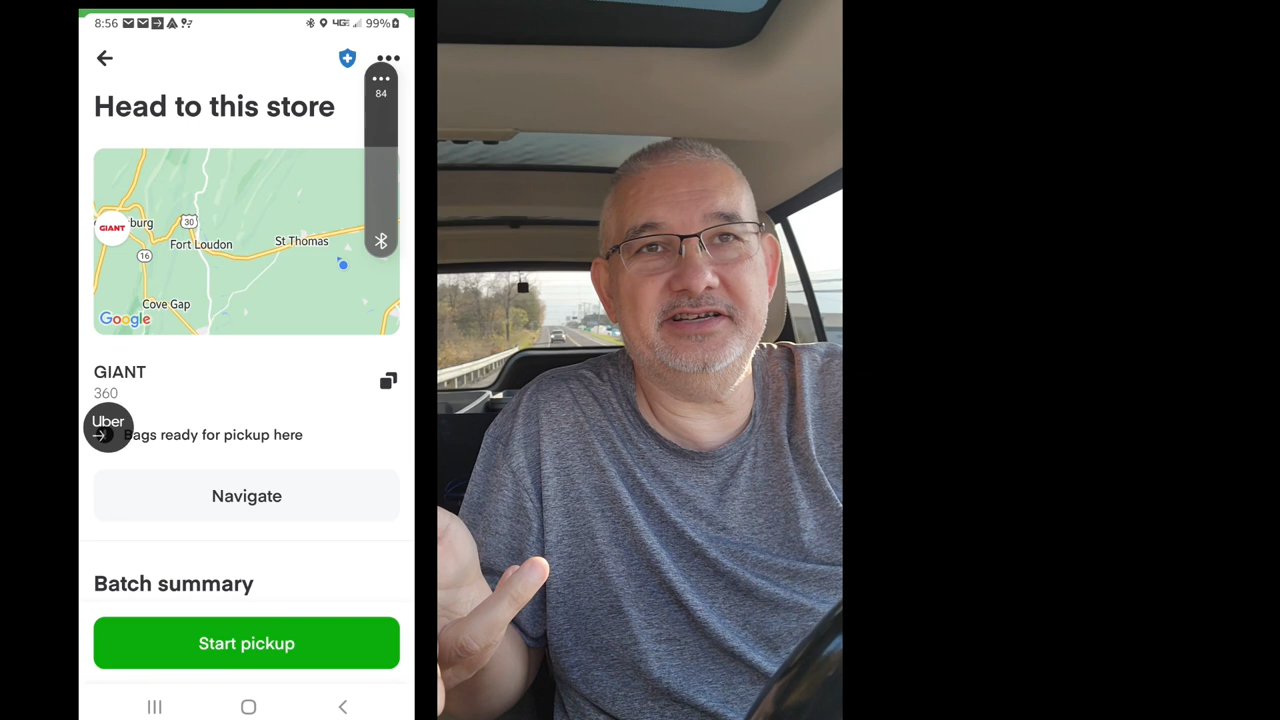 8:56
4GE
99%
Head to this store
84
burg
30
GIANT
Fort Loudon
St Thomas
16
Cove Gap
Google
GIANT
360
Uber
Bags ready for pickup here
Navigate
Batch summary
Start pickup